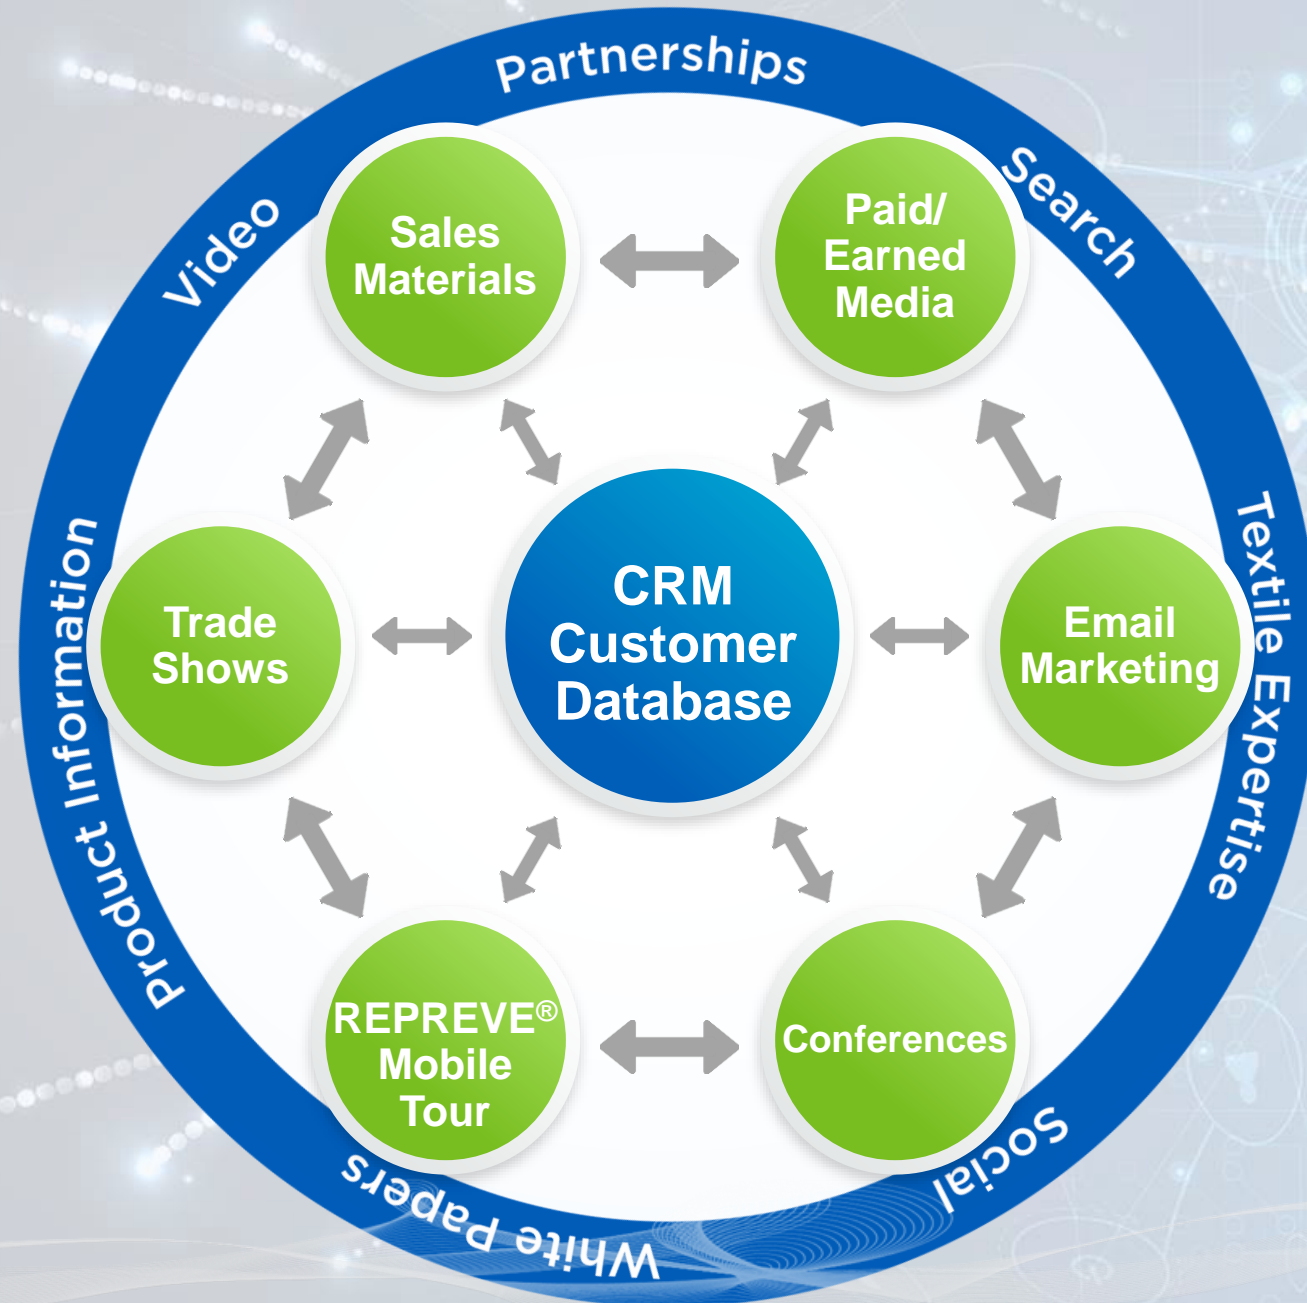 Partnerships
Search
Video
Sales
Materials
Paid/
Earned
Media
Textile Expertise
Product Information
Trade
Shows
CRM
Customer
Database
Email
Marketing
REPREVE®
Mobile
Tour
Conferences
Social
White Papers